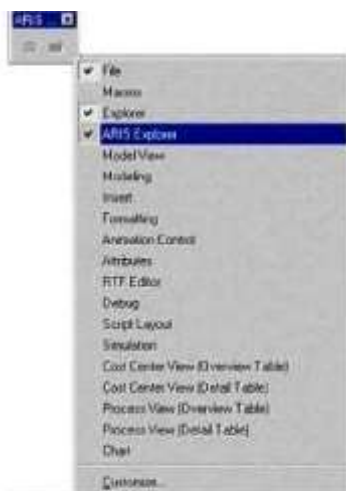 ARIS ...
File
Macros
Explorer
ARIS Explorer
Model View
Modeling
Insert
Formatting
Animation Control
Attributes
RTF Editor
Debug
Script Layout
Simulation
Cost Center View (Overview Table)
Cost Center View (Detail Table)
Process View (Overview Table)
Process View (Detail Table)
Chart
Customize...